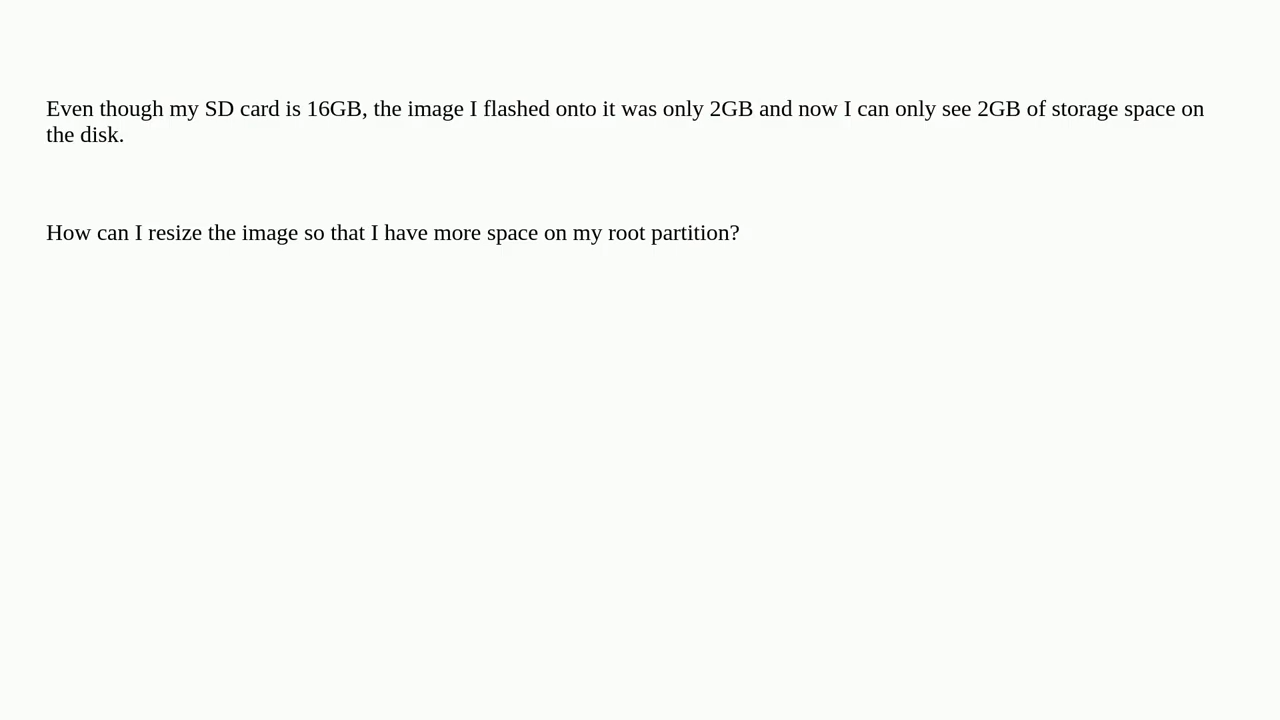 Even though my SD card is 16GB, the image I flashed onto it was only 2GB and now I can only see 2GB of storage space on
the disk.
How can I resize the image so that I have more space on my root partition?